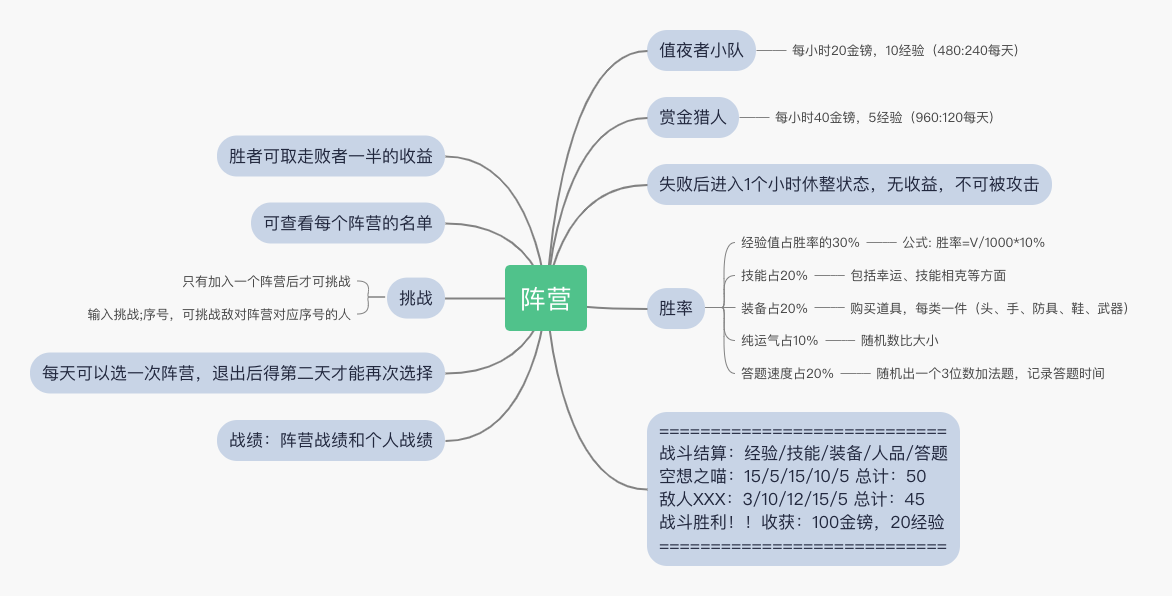 阵营
值夜者小队
每小时20金镑，10经验（480:240每天）
赏金猎人
每小时40金镑，5经验（960:120每天）
失败后进入1个小时休整状态，无收益，不可被攻击
胜率
经验值占胜率的30%
公式: 胜率=V/1000*10%
技能占20%
包括幸运、技能相克等方面
装备占20%
购买道具，每类一件（头、手、防具、鞋、武器）
纯运气占10%
随机数比大小
答题速度占20%
随机出一个3位数加法题，记录答题时间
============================
战斗结算：经验/技能/装备/人品/答题
空想之喵：15/5/15/10/5 总计：50
敌人XXX：3/10/12/15/5 总计：45
战斗胜利！！收获：100金镑，20经验
============================
胜者可取走败者一半的收益
可查看每个阵营的名单
挑战
只有加入一个阵营后才可挑战
输入挑战;序号，可挑战敌对阵营对应序号的人
每天可以选一次阵营，退出后得第二天才能再次选择
战绩：阵营战绩和个人战绩